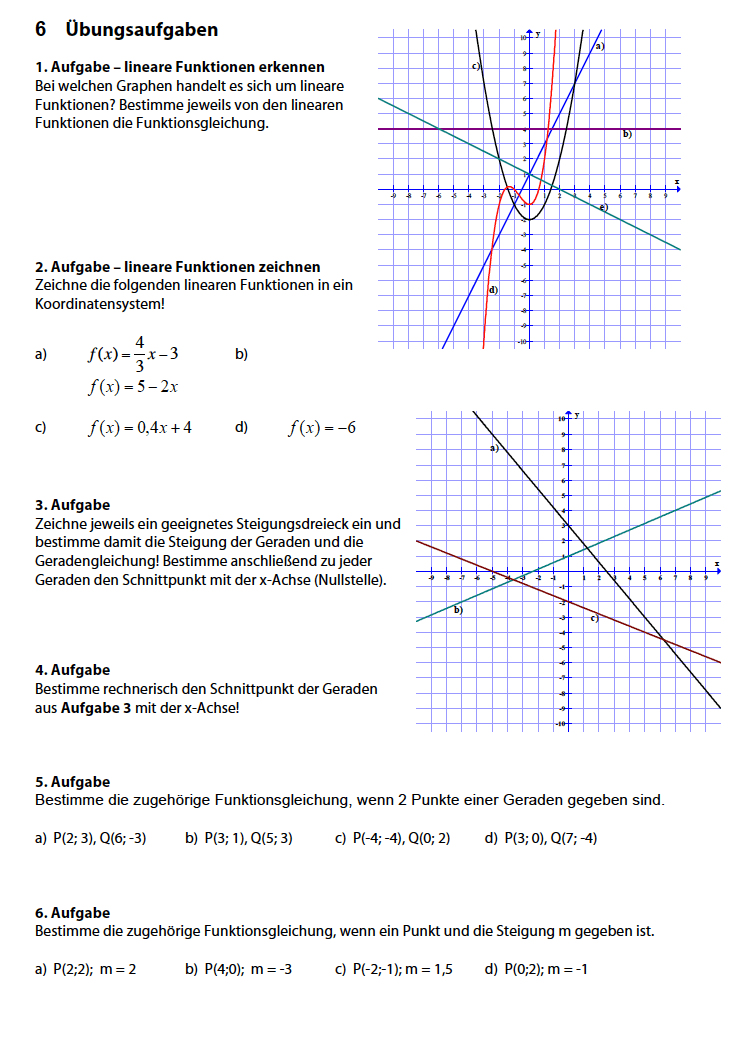 6 Übungsaufgaben
1. Aufgabe – lineare Funktionen erkennen
Bei welchen Graphen handelt es sich um lineare
Funktionen? Bestimme jeweils von den linearen
Funktionen die Funktionsgleichung.
y
a)
c)
b)
x
e)
d)
2. Aufgabe – lineare Funktionen zeichnen
Zeichne die folgenden linearen Funktionen in ein
Koordinatensystem!
a) f(x) = 4/3 x – 3 b)
f(x) = 5 – 2x
c) f(x) = 0,4x + 4 d) f(x) = –6
y
a)
x
b)
c)
3. Aufgabe
Zeichne jeweils ein geeignetes Steigungsdreieck ein und
bestimme damit die Steigung der Geraden und die
Geradengleichung! Bestimme anschließend zu jeder
Geraden den Schnittpunkt mit der x-Achse (Nullstelle).
4. Aufgabe
Bestimme rechnerisch den Schnittpunkt der Geraden
aus Aufgabe 3 mit der x-Achse!
5. Aufgabe
Bestimme die zugehörige Funktionsgleichung, wenn 2 Punkte einer Geraden gegeben sind.
a) P(2; 3), Q(6; -3) b) P(3; 1), Q(5; 3) c) P(-4; -4), Q(0; 2) d) P(3; 0), Q(7; -4)
6. Aufgabe
Bestimme die zugehörige Funktionsgleichung, wenn ein Punkt und die Steigung m gegeben ist.
a) P(2;2); m = 2 b) P(4;0); m = -3 c) P(-2;-1); m = 1,5 d) P(0;2); m = -1